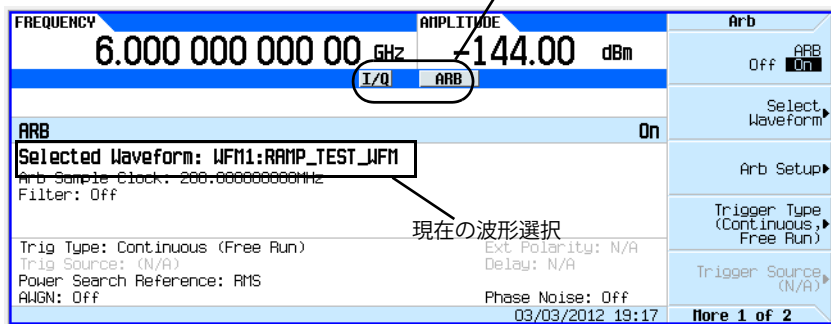 FREQUENCY
AMPLITUDE
6.000 000 000 00 GHz
-144.00 dBm
I/Q
ARB
ARB
On
Selected Waveform: WFM1:RAMP_TEST_WFM
Arb Sample Clock: 200.000000000MHz
Filter: Off
現在の波形選択
Trig Type: Continuous (Free Run)
Ext Polarity: N/A
Trig Source: (N/A)
Delay: N/A
Power Search Reference: RMS
AWGN: Off
Phase Noise: Off
03/03/2012 19:17
Arb
ARB
Off On
Select
Waveform
Arb Setup
Trigger Type
(Continuous,
Free Run)
Trigger Source
(N/A)
More 1 of 2